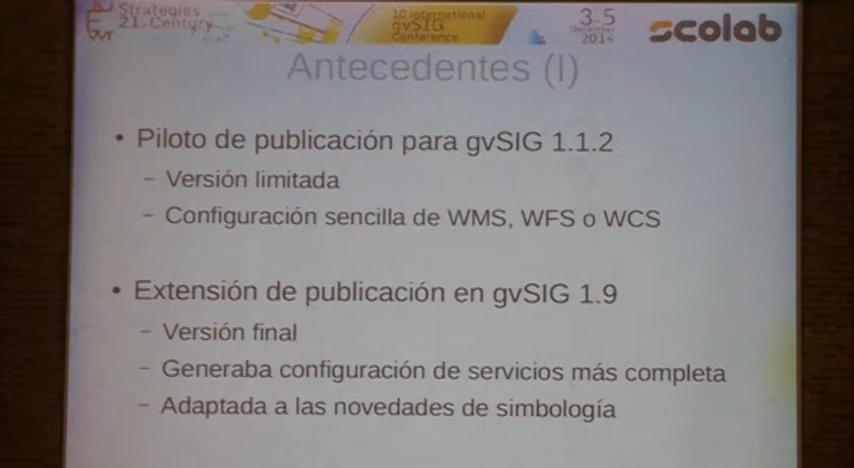 Strategies
21 Century
10 international
gvSIG
Conference
3-5
December
2014
scolab
Antecedentes (I)
• Piloto de publicación para gvSIG 1.1.2
– Versión limitada
– Configuración sencilla de WMS, WFS o WCS
• Extensión de publicación en gvSIG 1.9
– Versión final
– Generaba configuración de servicios más completa
– Adaptada a las novedades de simbología